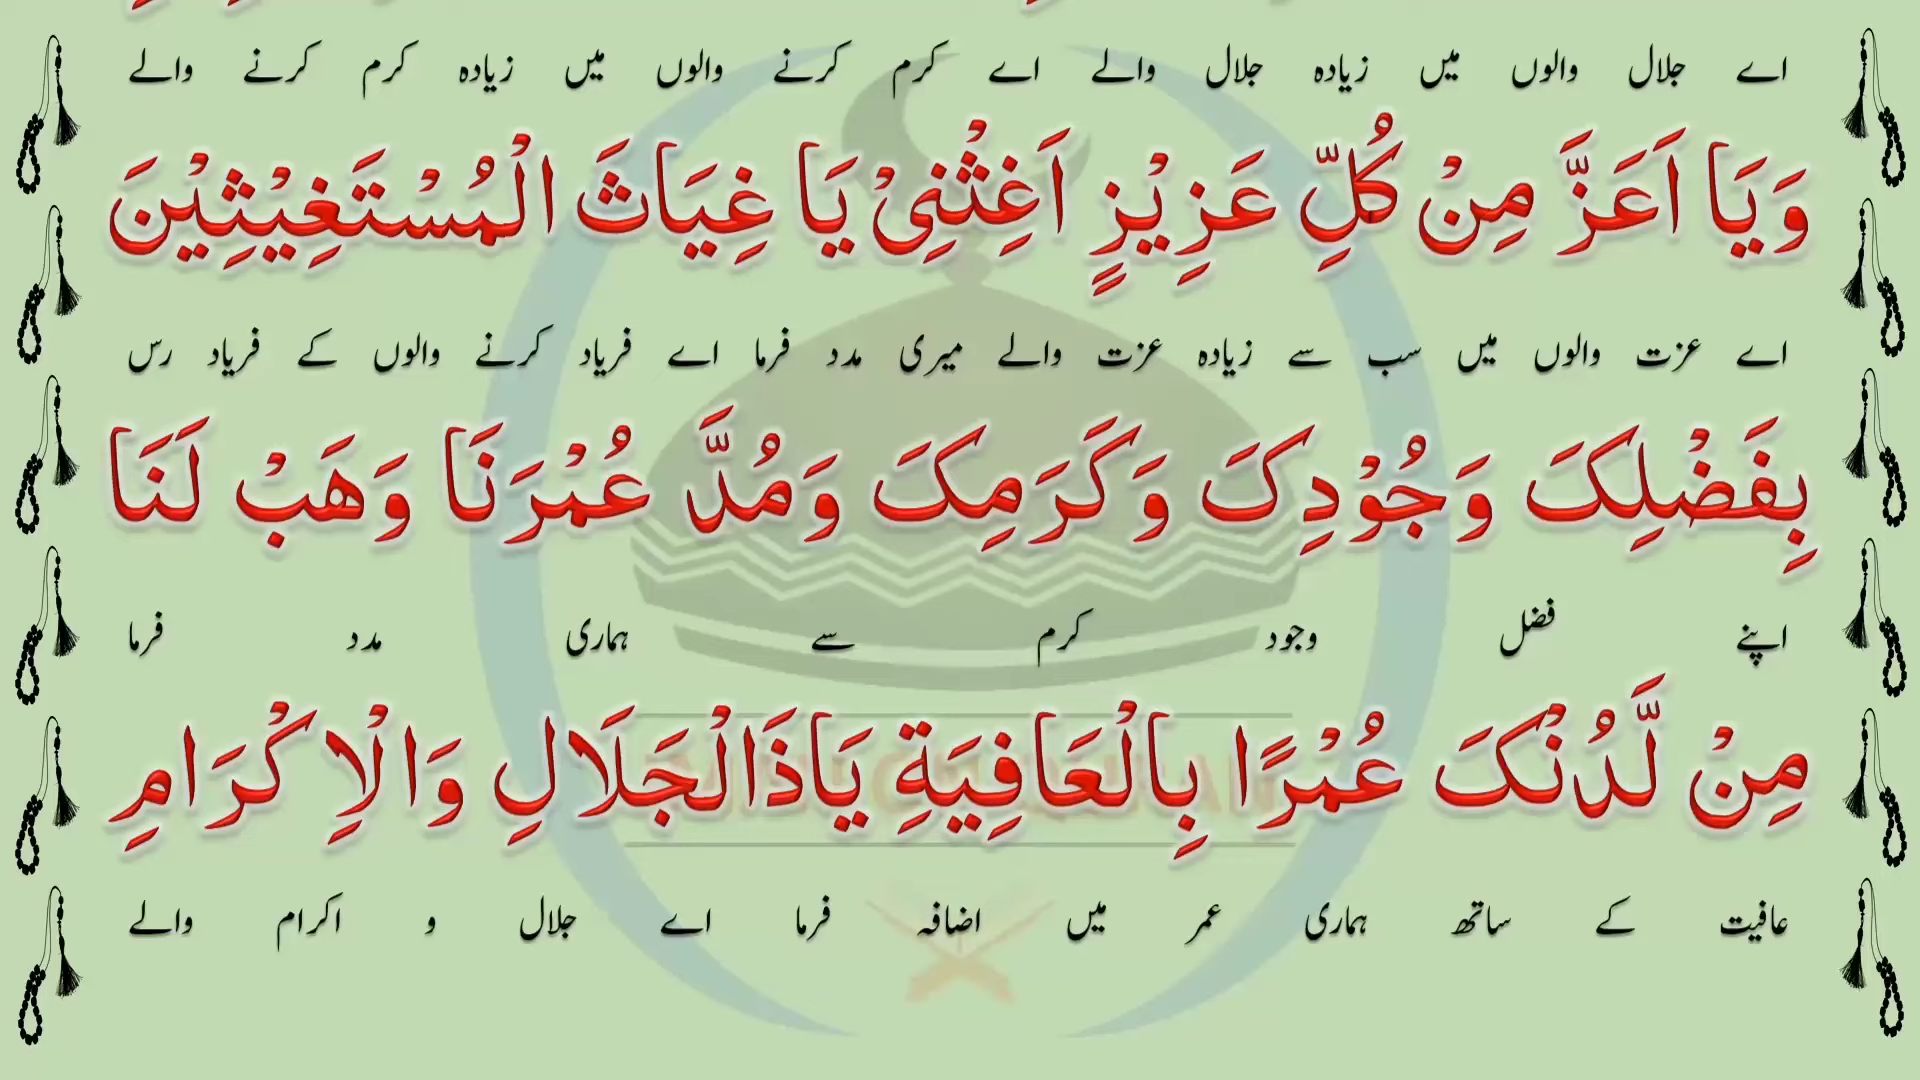 اے جلال والوں میں زیادہ جلال والے اے کرم کرنے والوں میں زیادہ کرم کرنے والے
وَيَا اَعَزَّ مِنْ كُلِّ عَزِيْزٍ اَغِثْنِىْ يَا غِيَاثَ الْمُسْتَغِيْثِيْنَ
اے عزت والوں میں سب سے زیادہ عزت والے میری مدد فرما اے فریاد کرنے والوں کے فریاد رس
بِفَضْلِکَ وَجُوْدِکَ وَکَرَمِکَ وَمُدَّ عُمْرَنَا وَهَبْ لَنَا
اپنے فضل وجود کرم سے ہماری مدد فرما
مِنْ لَّدُنْکَ عُمْرًا بِالْعَافِيَةِ يَاذَالْجَلَالِ وَالْاِكْرَامِ
عافیت کے ساتھ ہماری عمر میں اضافہ فرما اے جلال و اکرام والے